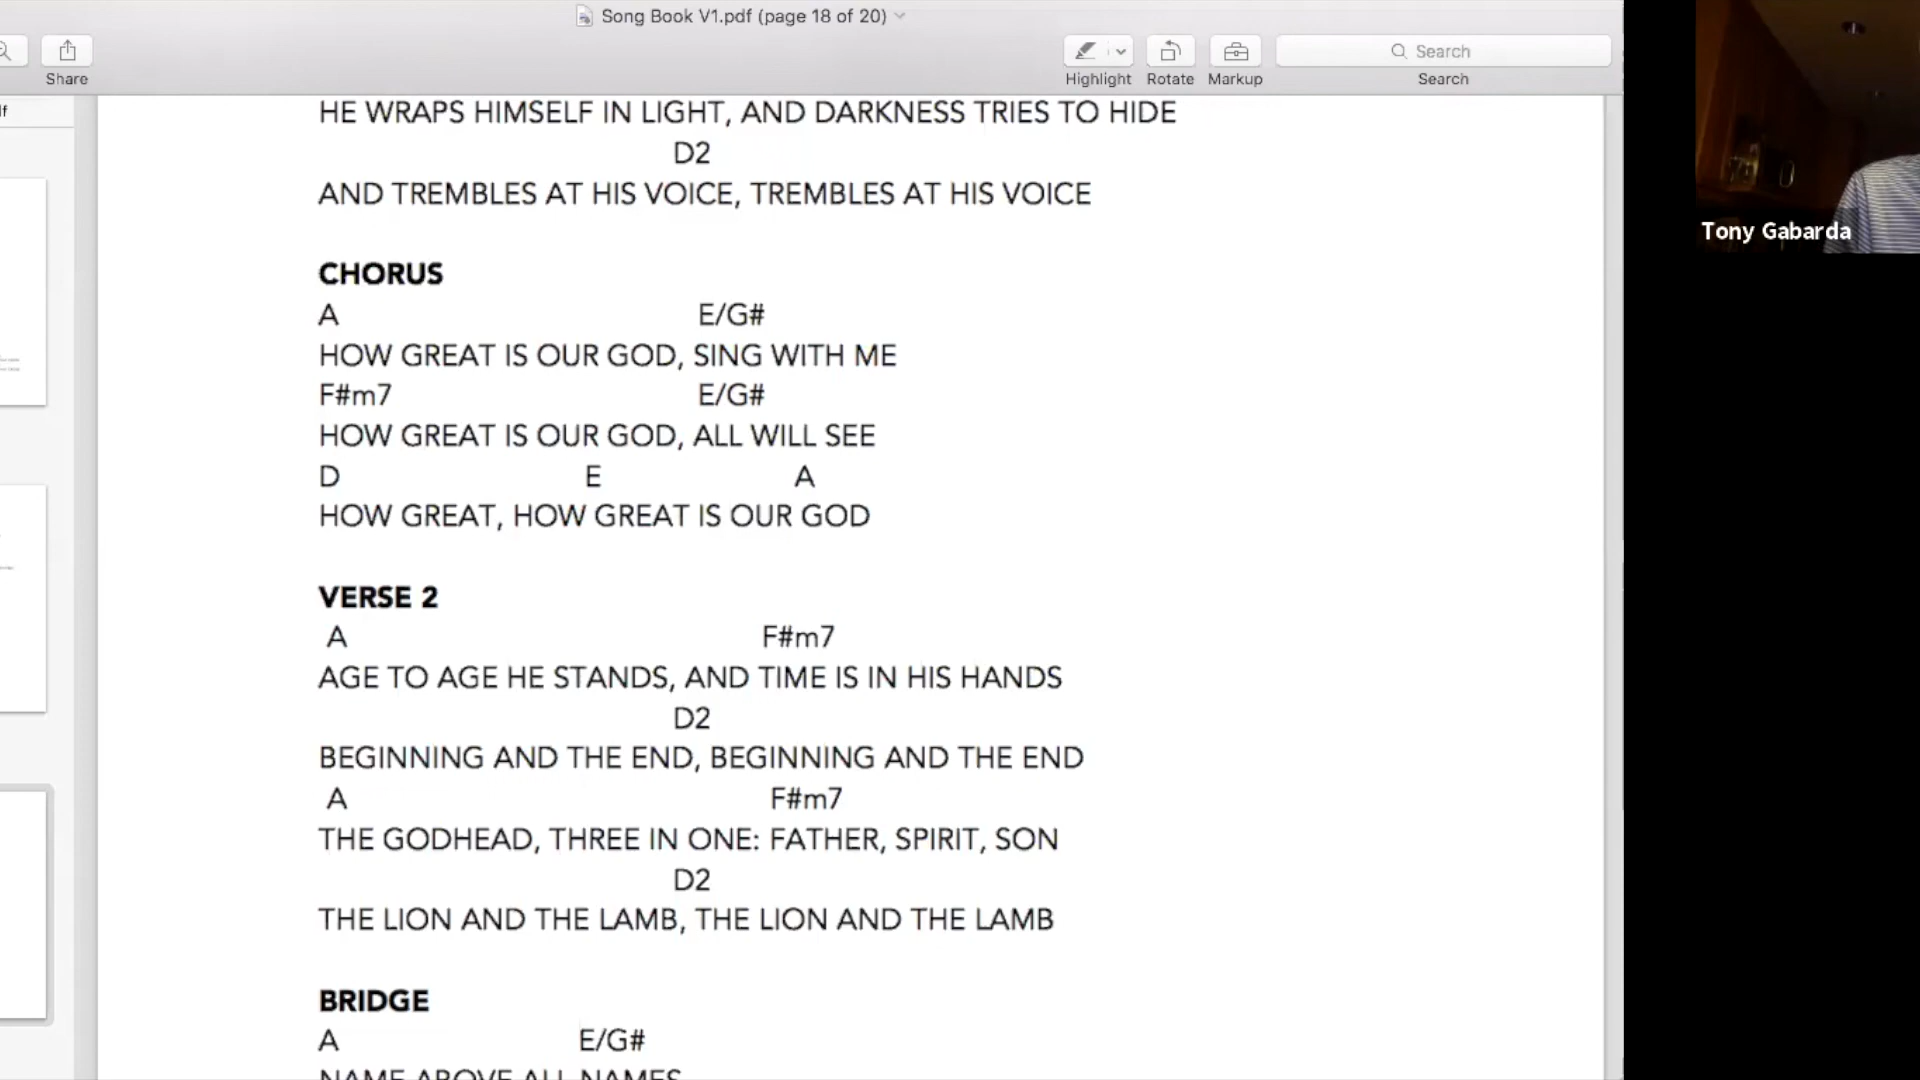 Song Book V1.pdf (page 18 of 20)
Share
Highlight
Rotate
Markup
Search
Search
HE WRAPS HIMSELF IN LIGHT, AND DARKNESS TRIES TO HIDE
D2
AND TREMBLES AT HIS VOICE, TREMBLES AT HIS VOICE
CHORUS
A E/G#
HOW GREAT IS OUR GOD, SING WITH ME
F#m7 E/G#
HOW GREAT IS OUR GOD, ALL WILL SEE
D E A
HOW GREAT, HOW GREAT IS OUR GOD
VERSE 2
A F#m7
AGE TO AGE HE STANDS, AND TIME IS IN HIS HANDS
D2
BEGINNING AND THE END, BEGINNING AND THE END
A F#m7
THE GODHEAD, THREE IN ONE: FATHER, SPIRIT, SON
D2
THE LION AND THE LAMB, THE LION AND THE LAMB
BRIDGE
A E/G#
NAME ABOVE ALL NAMES
Tony Gabarda